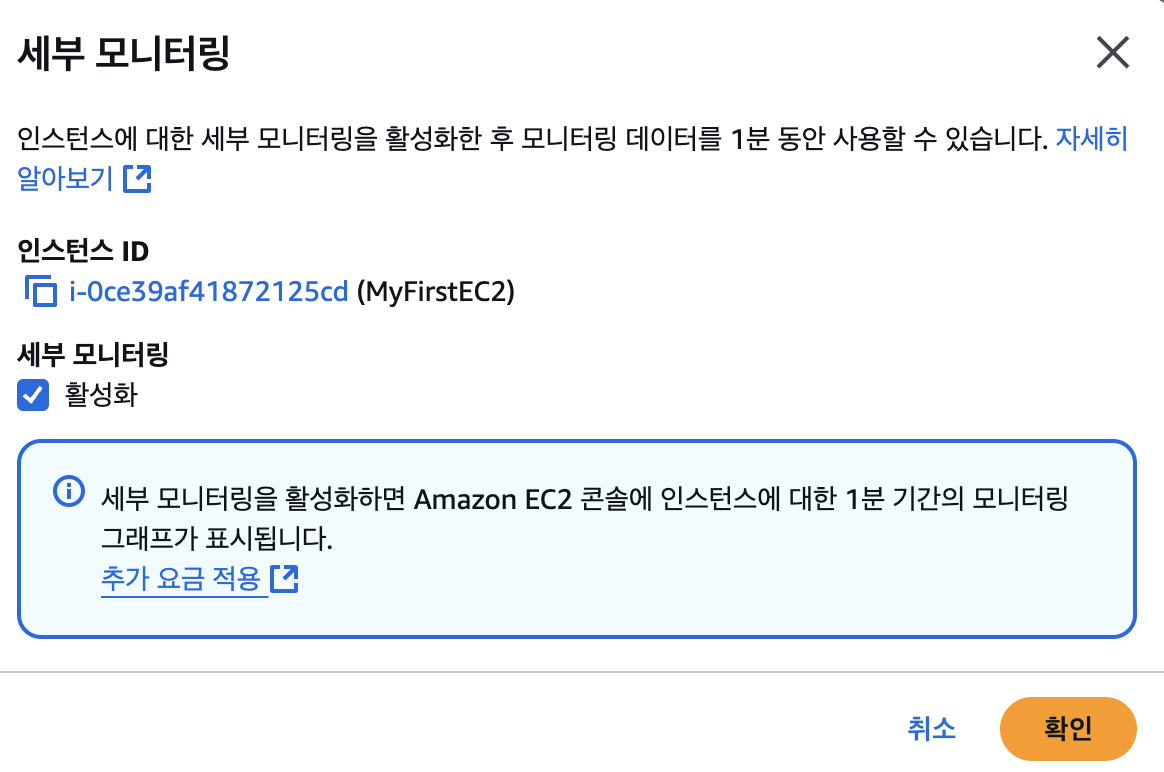 세부 모니터링
인스턴스에 대한 세부 모니터링을 활성화한 후 모니터링 데이터를 1분 동안 사용할 수 있습니다. 자세히
알아보기
인스턴스 ID
i-0ce39af41872125cd (MyFirstEC2)
세부 모니터링
활성화
세부 모니터링을 활성화하면 Amazon EC2 콘솔에 인스턴스에 대한 1분 기간의 모니터링
그래프가 표시됩니다.
추가 요금 적용
취소 확인